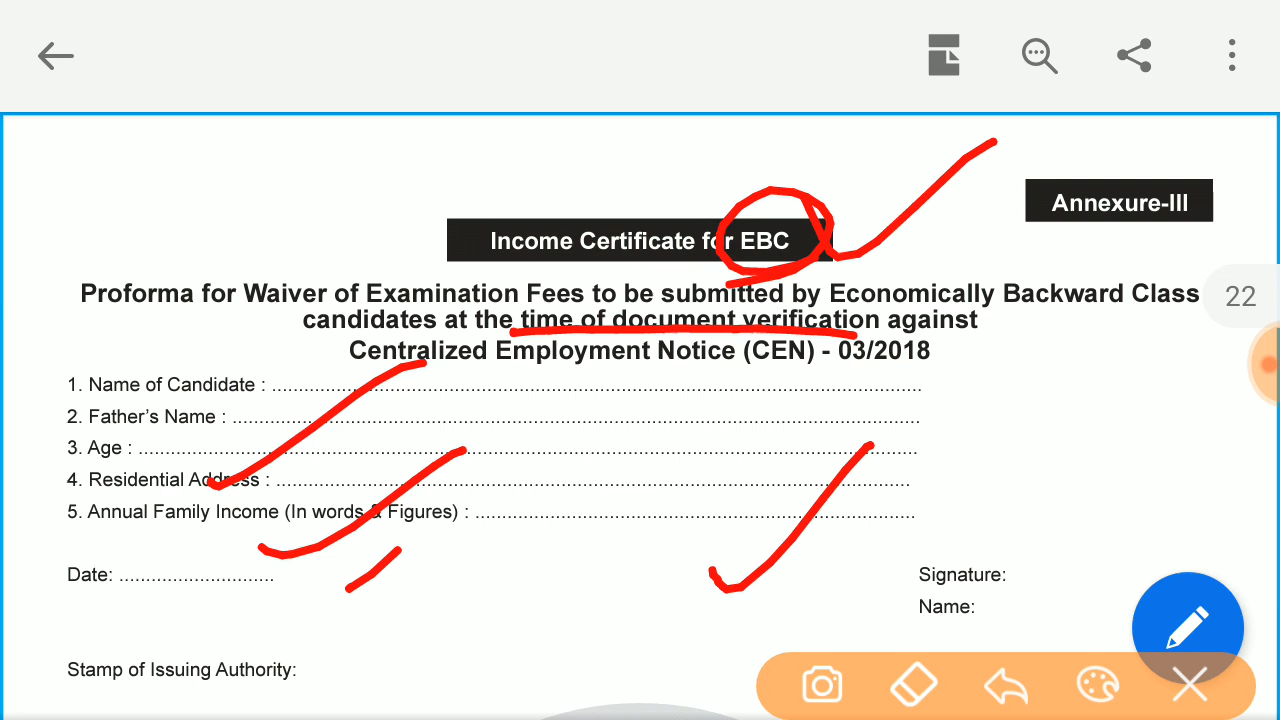 Annexure-III
Income Certificate for EBC
Proforma for Waiver of Examination Fees to be submitted by Economically Backward Class
22
candidates at the time of document verification against
Centralized Employment Notice (CEN) - 03/2018
1. Name of Candidate : ..........................................................................................................................
2. Father's Name : .................................................................................................................................
3. Age : ..................................................................................................................................................
4. Residential Address : .......................................................................................................................
5. Annual Family Income (In words & Figures) : ...................................................................................
Date: ............................. Signature:
Name:
Stamp of Issuing Authority: